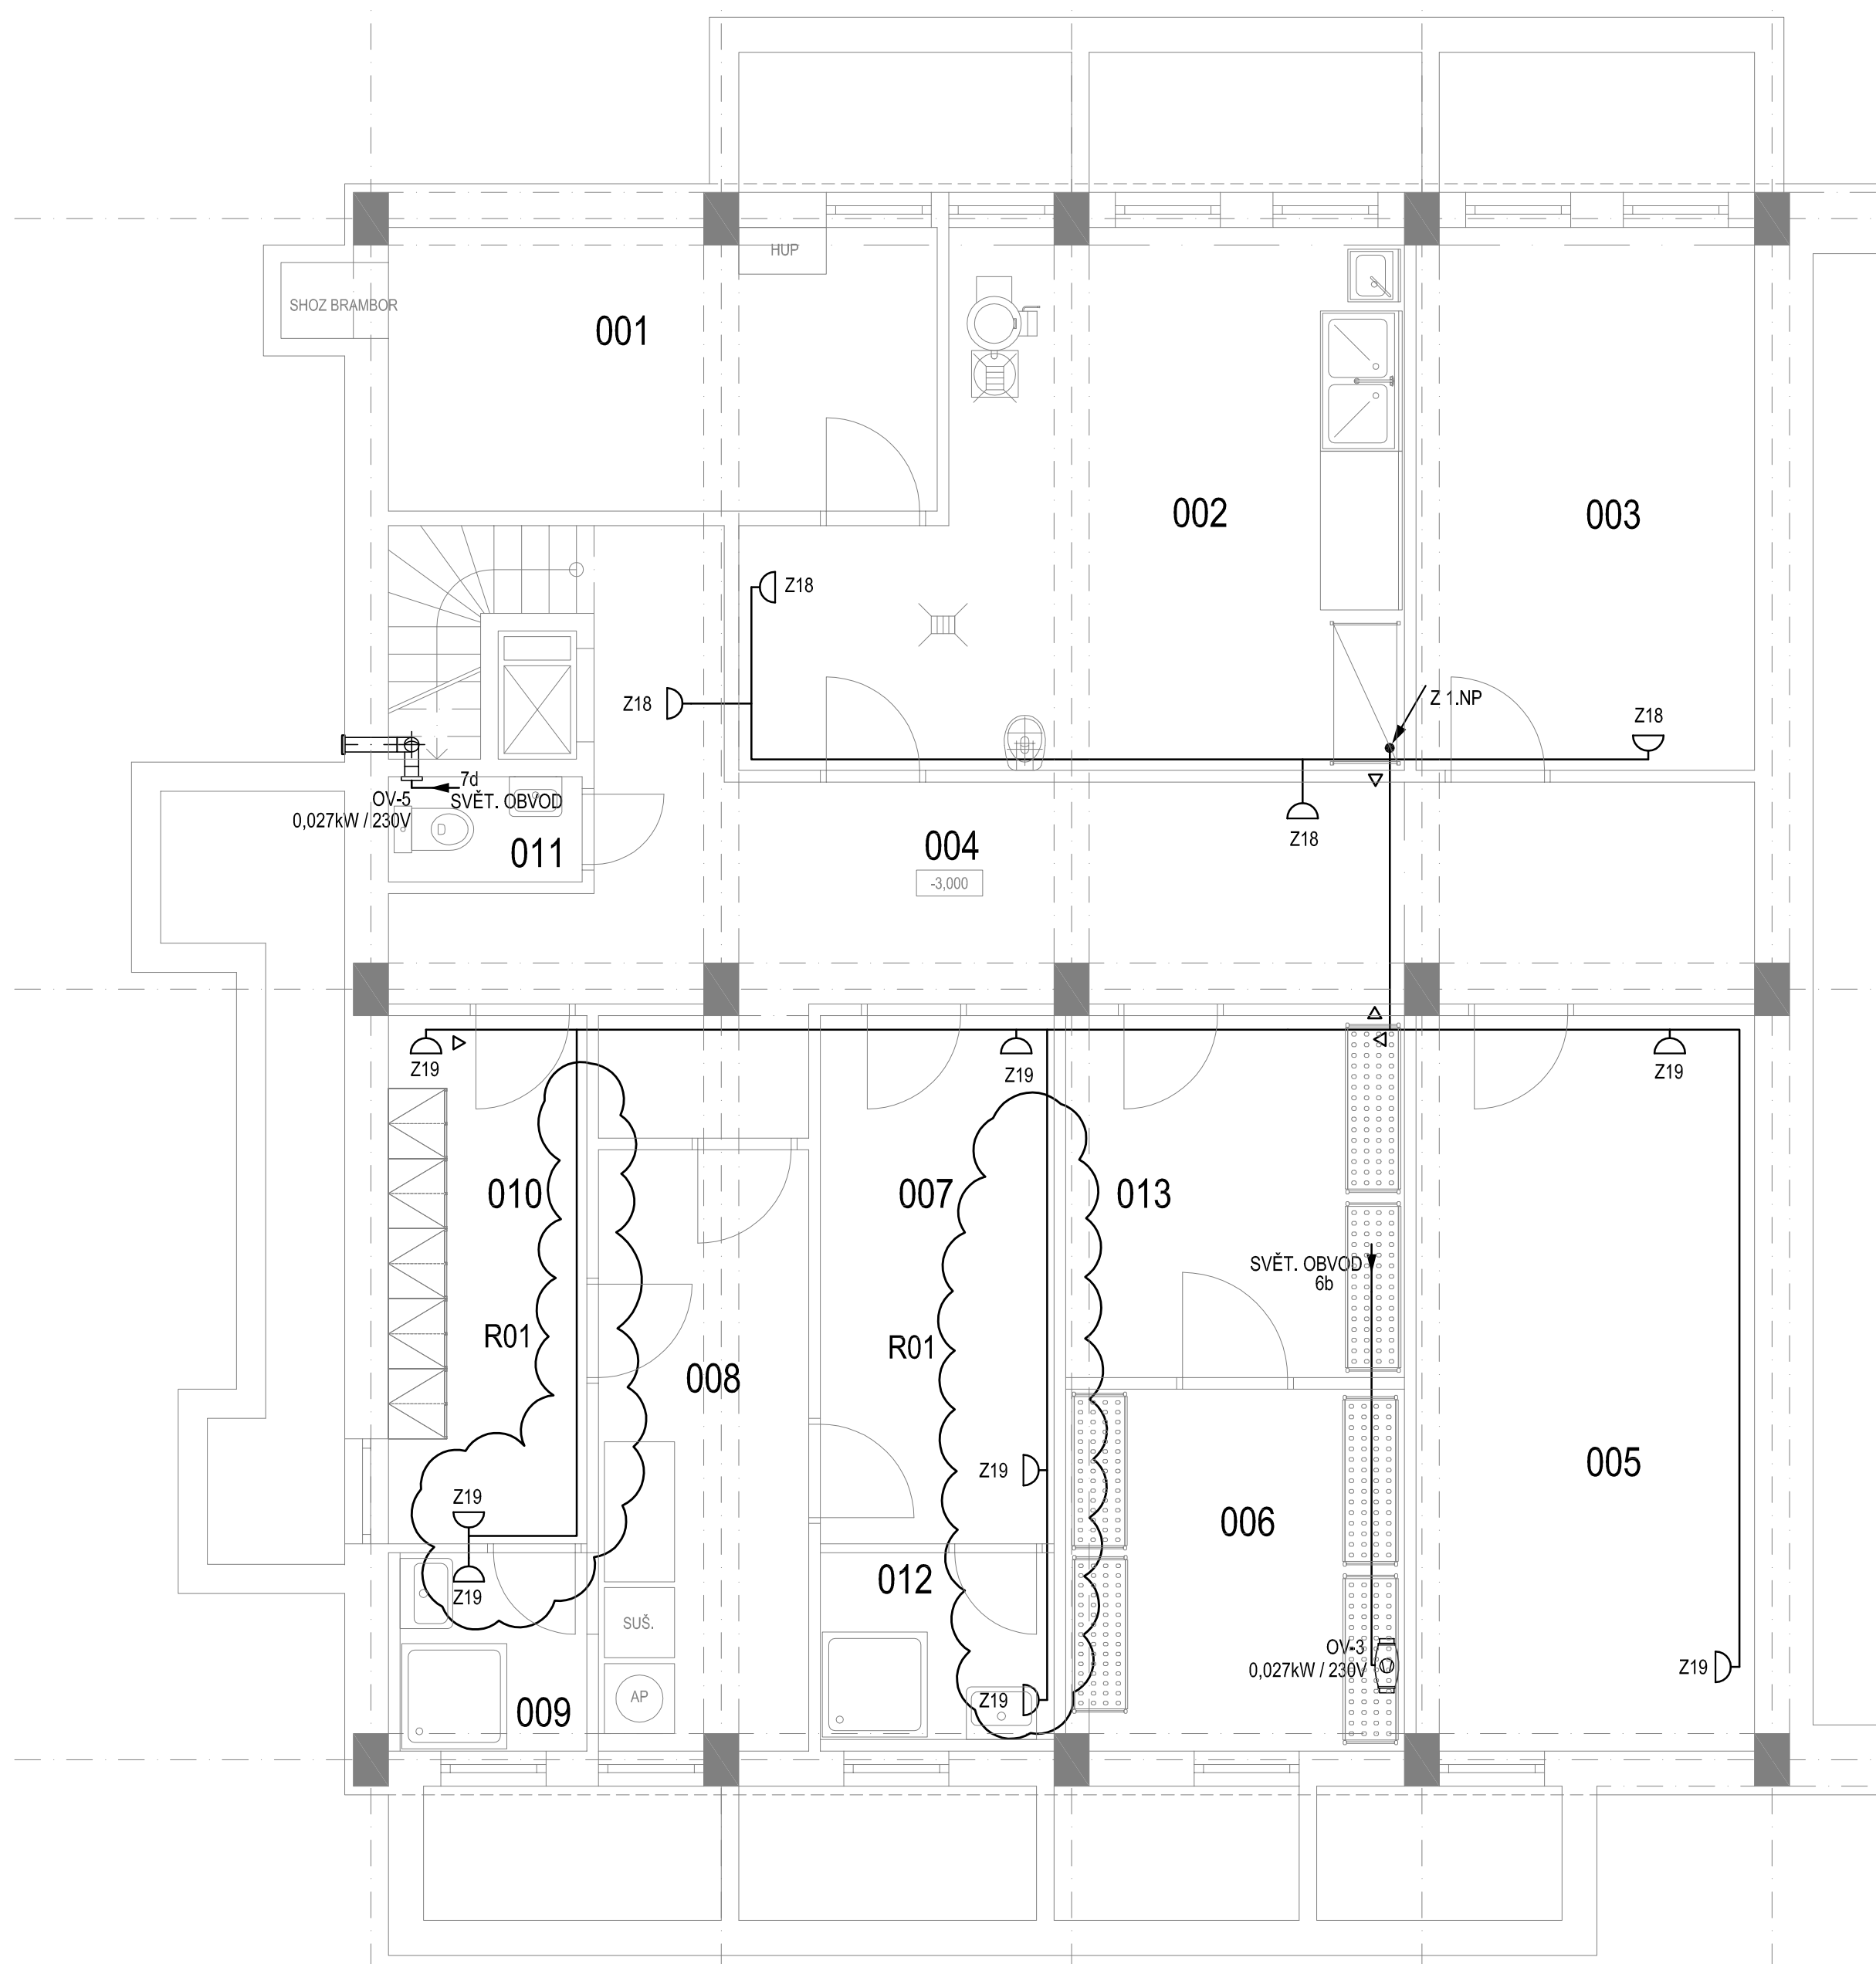 HUP
SHOZ BRAMBOR
001
002
003
Z18
Z18
Z 1.NP
Z18
7d
OV-5
SVĚT. OBVOD
0,027kW / 230V
Z18
004
011
-3,000
Z19
Z19
Z19
010
007
013
SVĚT. OBVOD
6b
R01
R01
008
005
Z19
Z19
006
012
Z19
SUŠ.
OV-3
0,027kW / 230V
Z19
AP
Z19
009